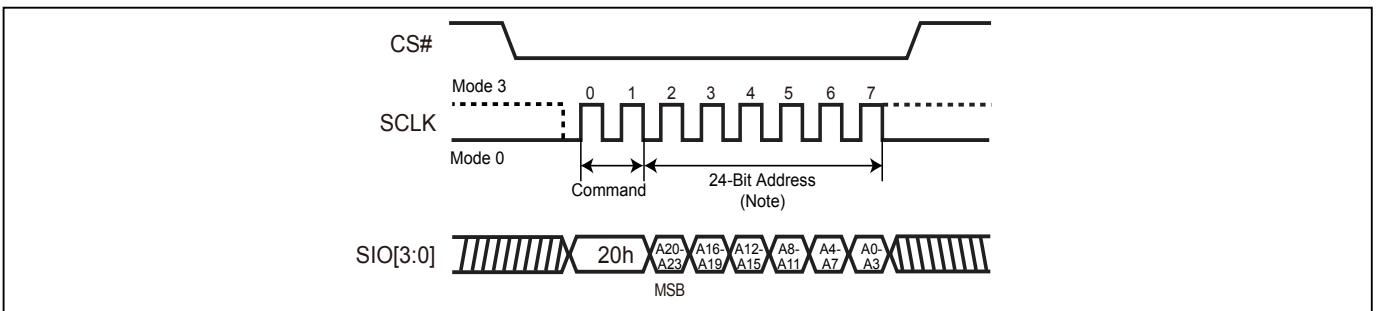 CS#
Mode 3
0 1 2 3 4 5 6 7
SCLK
Mode 0
Command
24-Bit Address
(Note)
SIO[3:0]
20h
A20-
A23
A16-
A19
A12-
A15
A8-
A11
A4-
A7
A0-
A3
MSB